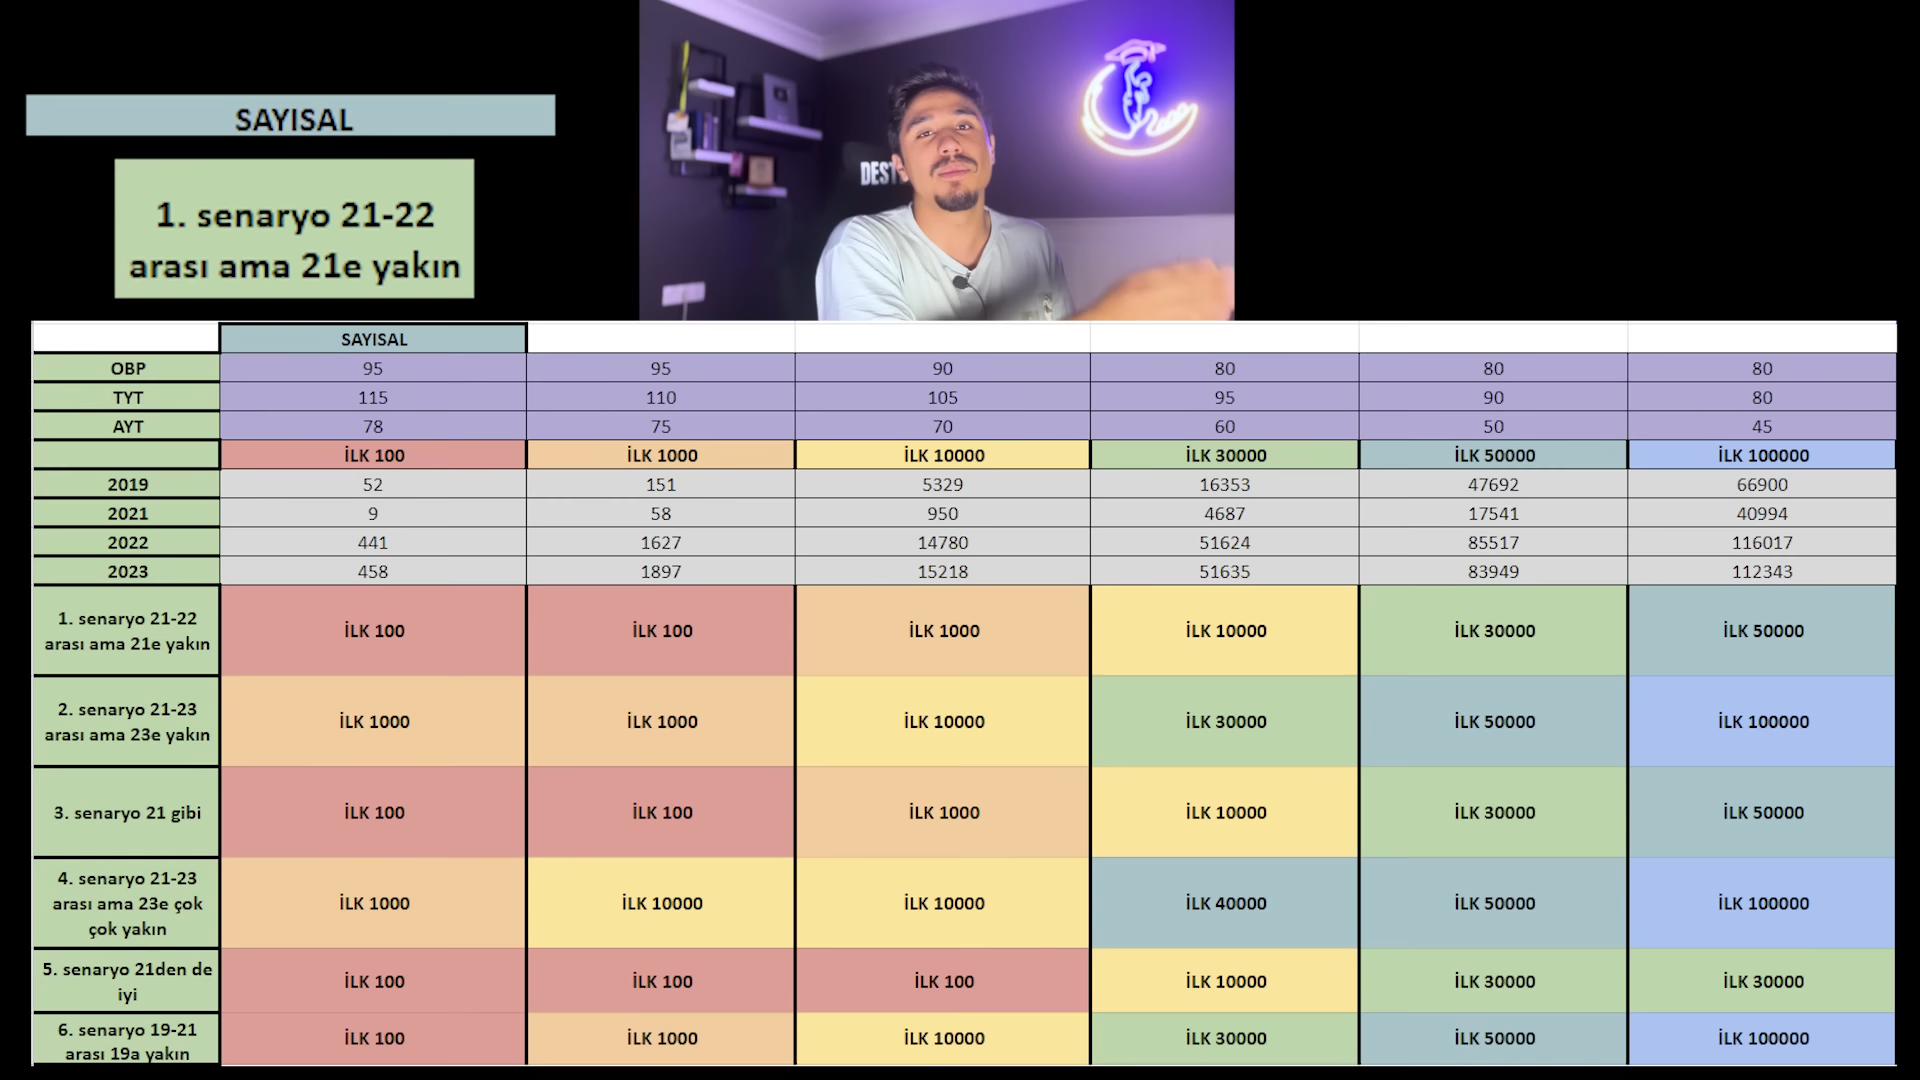 SAYISAL
1. senaryo 21-22
arası ama 21e yakın
DEST
SAYISAL
OBP 95 95 90 80 80 80
TYT 115 110 105 95 90 80
AYT 78 75 70 60 50 45
İLK 100 İLK 1000 İLK 10000 İLK 30000 İLK 50000 İLK 100000
2019 52 151 5329 16353 47692 66900
2021 9 58 950 4687 17541 40994
2022 441 1627 14780 51624 85517 116017
2023 458 1897 15218 51635 83949 112343
1. senaryo 21-22
arası ama 21e yakın
İLK 100 İLK 100 İLK 1000 İLK 10000 İLK 30000 İLK 50000
2. senaryo 21-23
arası ama 23e yakın
İLK 1000 İLK 1000 İLK 10000 İLK 30000 İLK 50000 İLK 100000
3. senaryo 21 gibi İLK 100 İLK 100 İLK 1000 İLK 10000 İLK 30000 İLK 50000
4. senaryo 21-23
arası ama 23e çok
çok yakın
İLK 1000 İLK 10000 İLK 10000 İLK 40000 İLK 50000 İLK 100000
5. senaryo 21den de
iyi
İLK 100 İLK 100 İLK 100 İLK 10000 İLK 30000 İLK 30000
6. senaryo 19-21
arası 19a yakın
İLK 100 İLK 1000 İLK 10000 İLK 30000 İLK 50000 İLK 100000